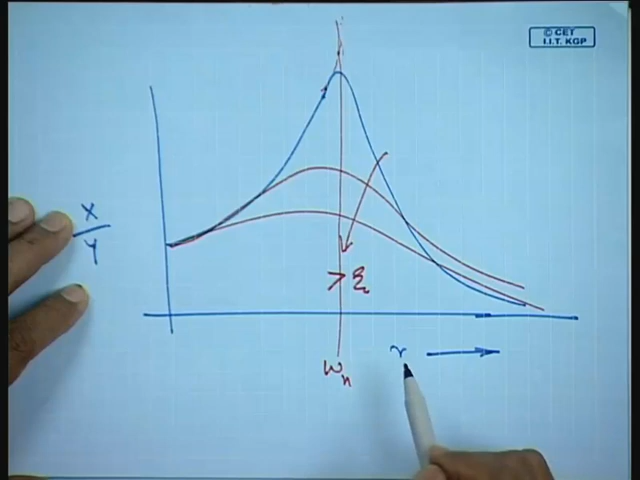 © CET
I.I.T. KGP
X
Y
> ξ
r
ωn